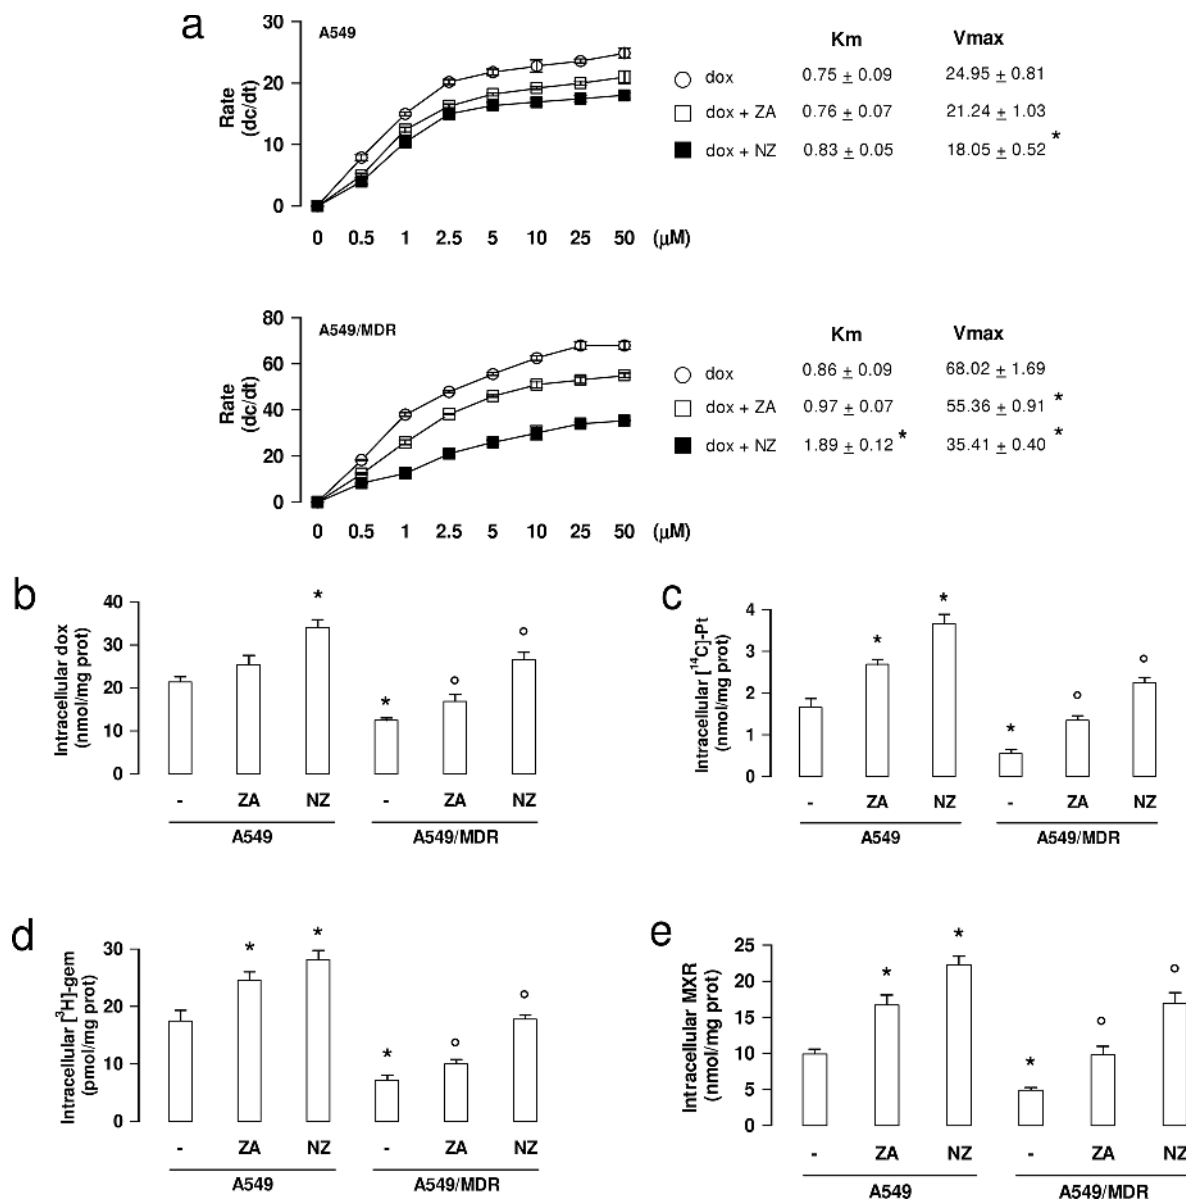 a
A549
Km Vmax
dox 0.75 ± 0.09 24.95 ± 0.81
dox + ZA 0.76 ± 0.07 21.24 ± 1.03
dox + NZ 0.83 ± 0.05 18.05 ± 0.52 *
Rate
(dc/dt)
30
20
10
0
0 0.5 1 2.5 5 10 25 50 (µM)
A549/MDR
Km Vmax
dox 0.86 ± 0.09 68.02 ± 1.69
dox + ZA 0.97 ± 0.07 55.36 ± 0.91 *
dox + NZ 1.89 ± 0.12 * 35.41 ± 0.40 *
Rate
(dc/dt)
80
60
40
20
0
0 0.5 1 2.5 5 10 25 50 (µM)
b
Intracellular dox
(nmol/mg prot)
40
30
20
10
0
* * ° °
- ZA NZ - ZA NZ
A549 A549/MDR
c
Intracellular [¹⁴C]-Pt
(nmol/mg prot)
4
3
2
1
0
* * * ° °
- ZA NZ - ZA NZ
A549 A549/MDR
d
Intracellular [³H]-gem
(pmol/mg prot)
30
20
10
0
* * * ° °
- ZA NZ - ZA NZ
A549 A549/MDR
e
Intracellular MXR
(nmol/mg prot)
25
20
15
10
5
0
* * * ° °
- ZA NZ - ZA NZ
A549 A549/MDR